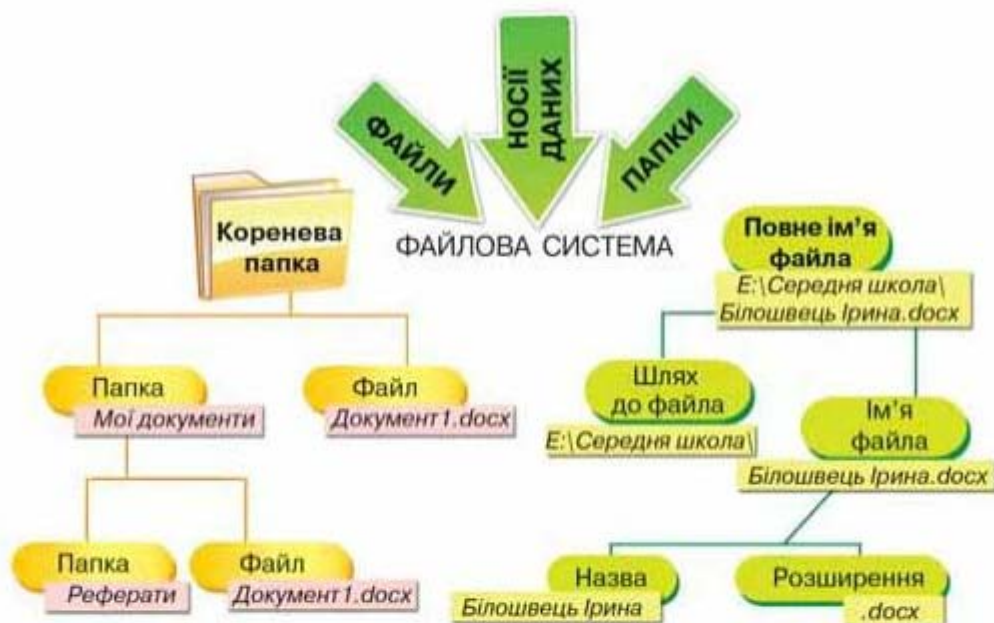 ФАЙЛИ
НОСІЇ
ДАНИХ
ПАПКИ
ФАЙЛОВА СИСТЕМА
Коренева
папка
Папка
Мої документи
Файл
Документ1.docx
Папка
Реферати
Файл
Документ1.docx
Повне ім’я
файла
E:\Середня школа\
Білошвець Ірина.docx
Шлях
до файла
E:\Середня школа\
Ім’я
файла
Білошвець Ірина.docx
Назва
Білошвець Ірина
Розширення
.docx